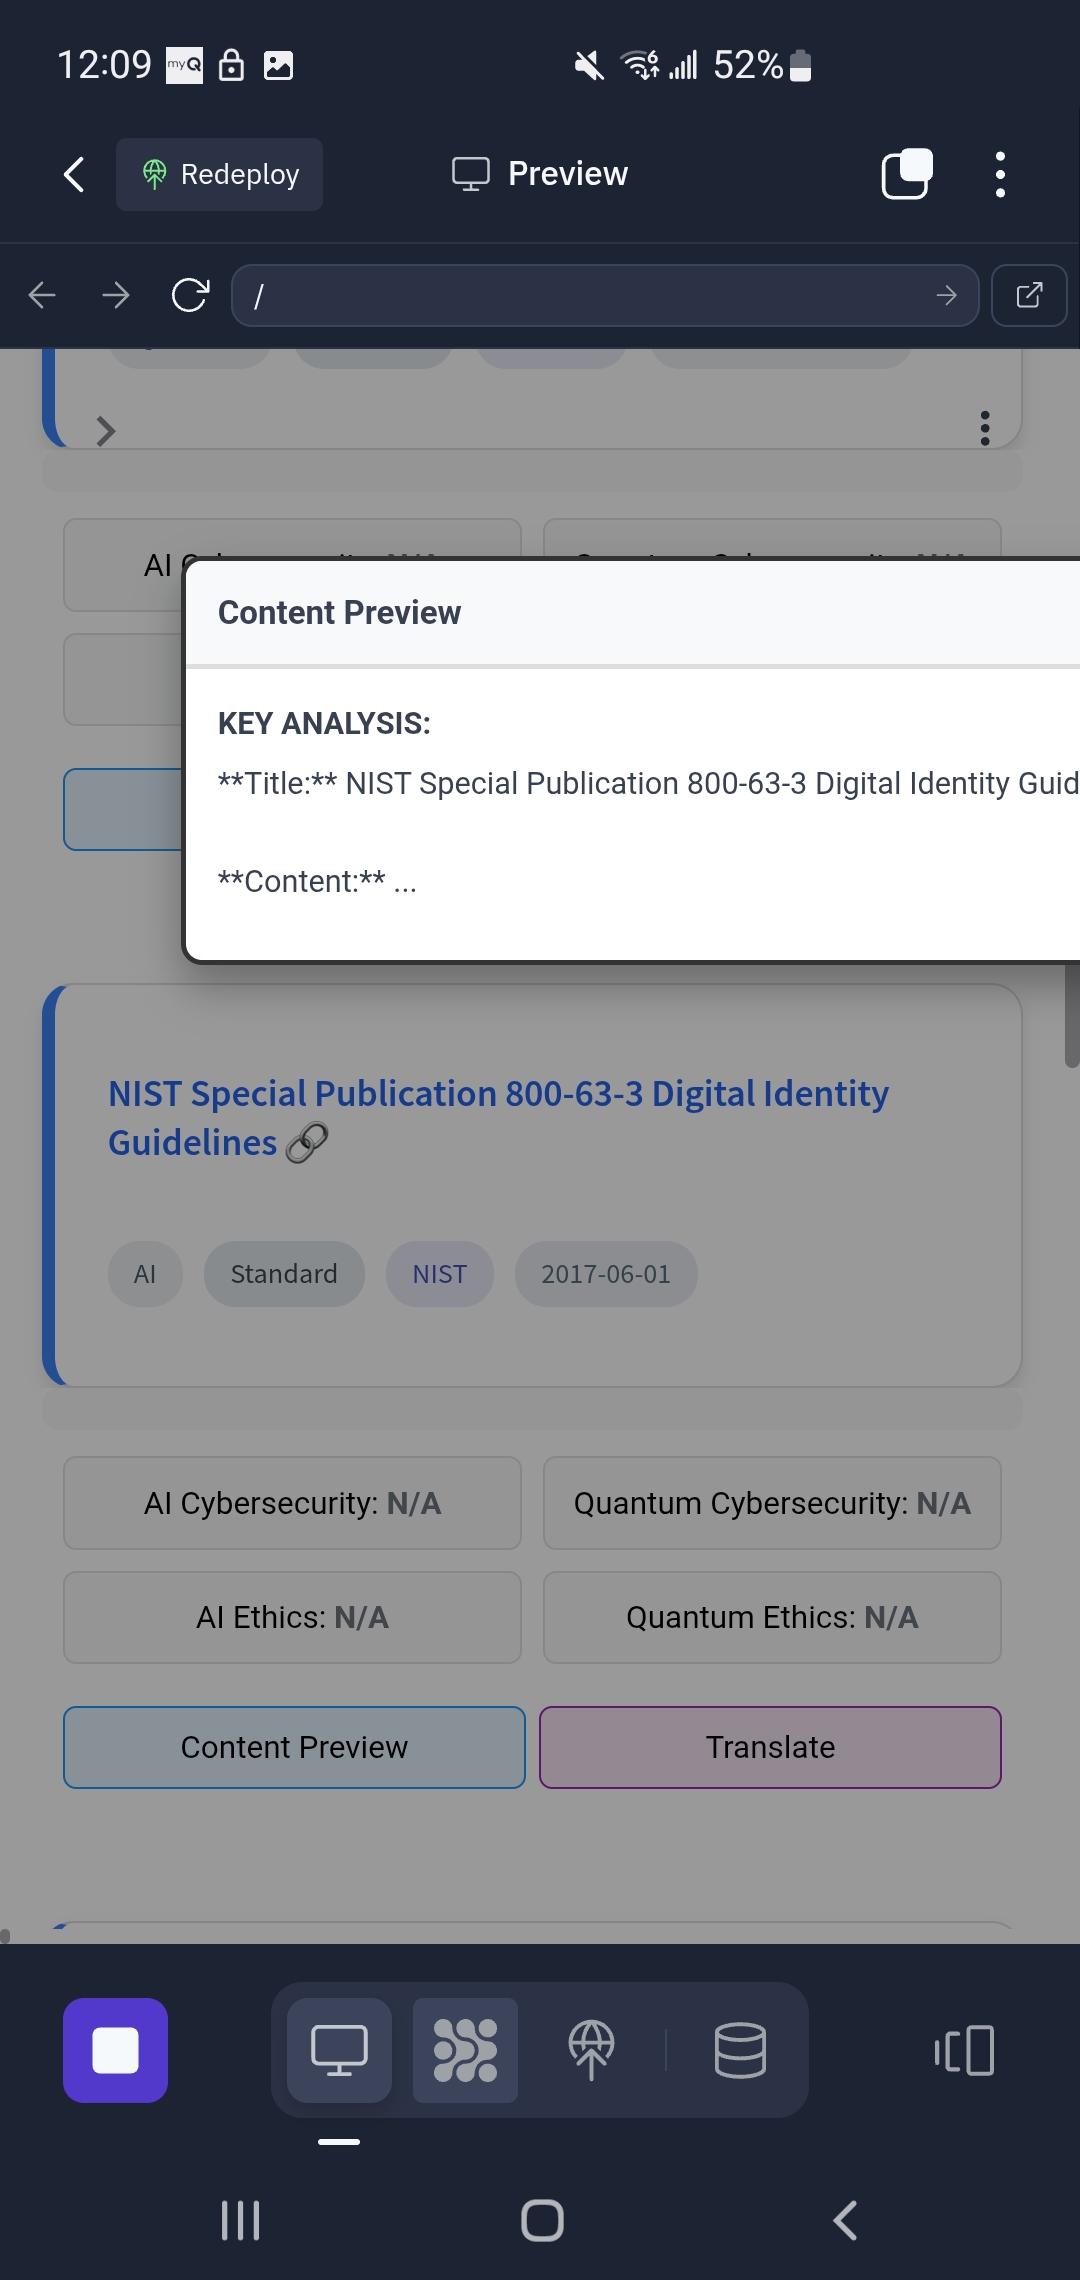 12:09 myQ 6 52%
Redeploy Preview
/
AI
Content Preview
KEY ANALYSIS:
**Title:** NIST Special Publication 800-63-3 Digital Identity Guid
**Content:** ...
NIST Special Publication 800-63-3 Digital Identity
Guidelines
AI Standard NIST 2017-06-01
AI Cybersecurity: N/A Quantum Cybersecurity: N/A
AI Ethics: N/A Quantum Ethics: N/A
Content Preview Translate